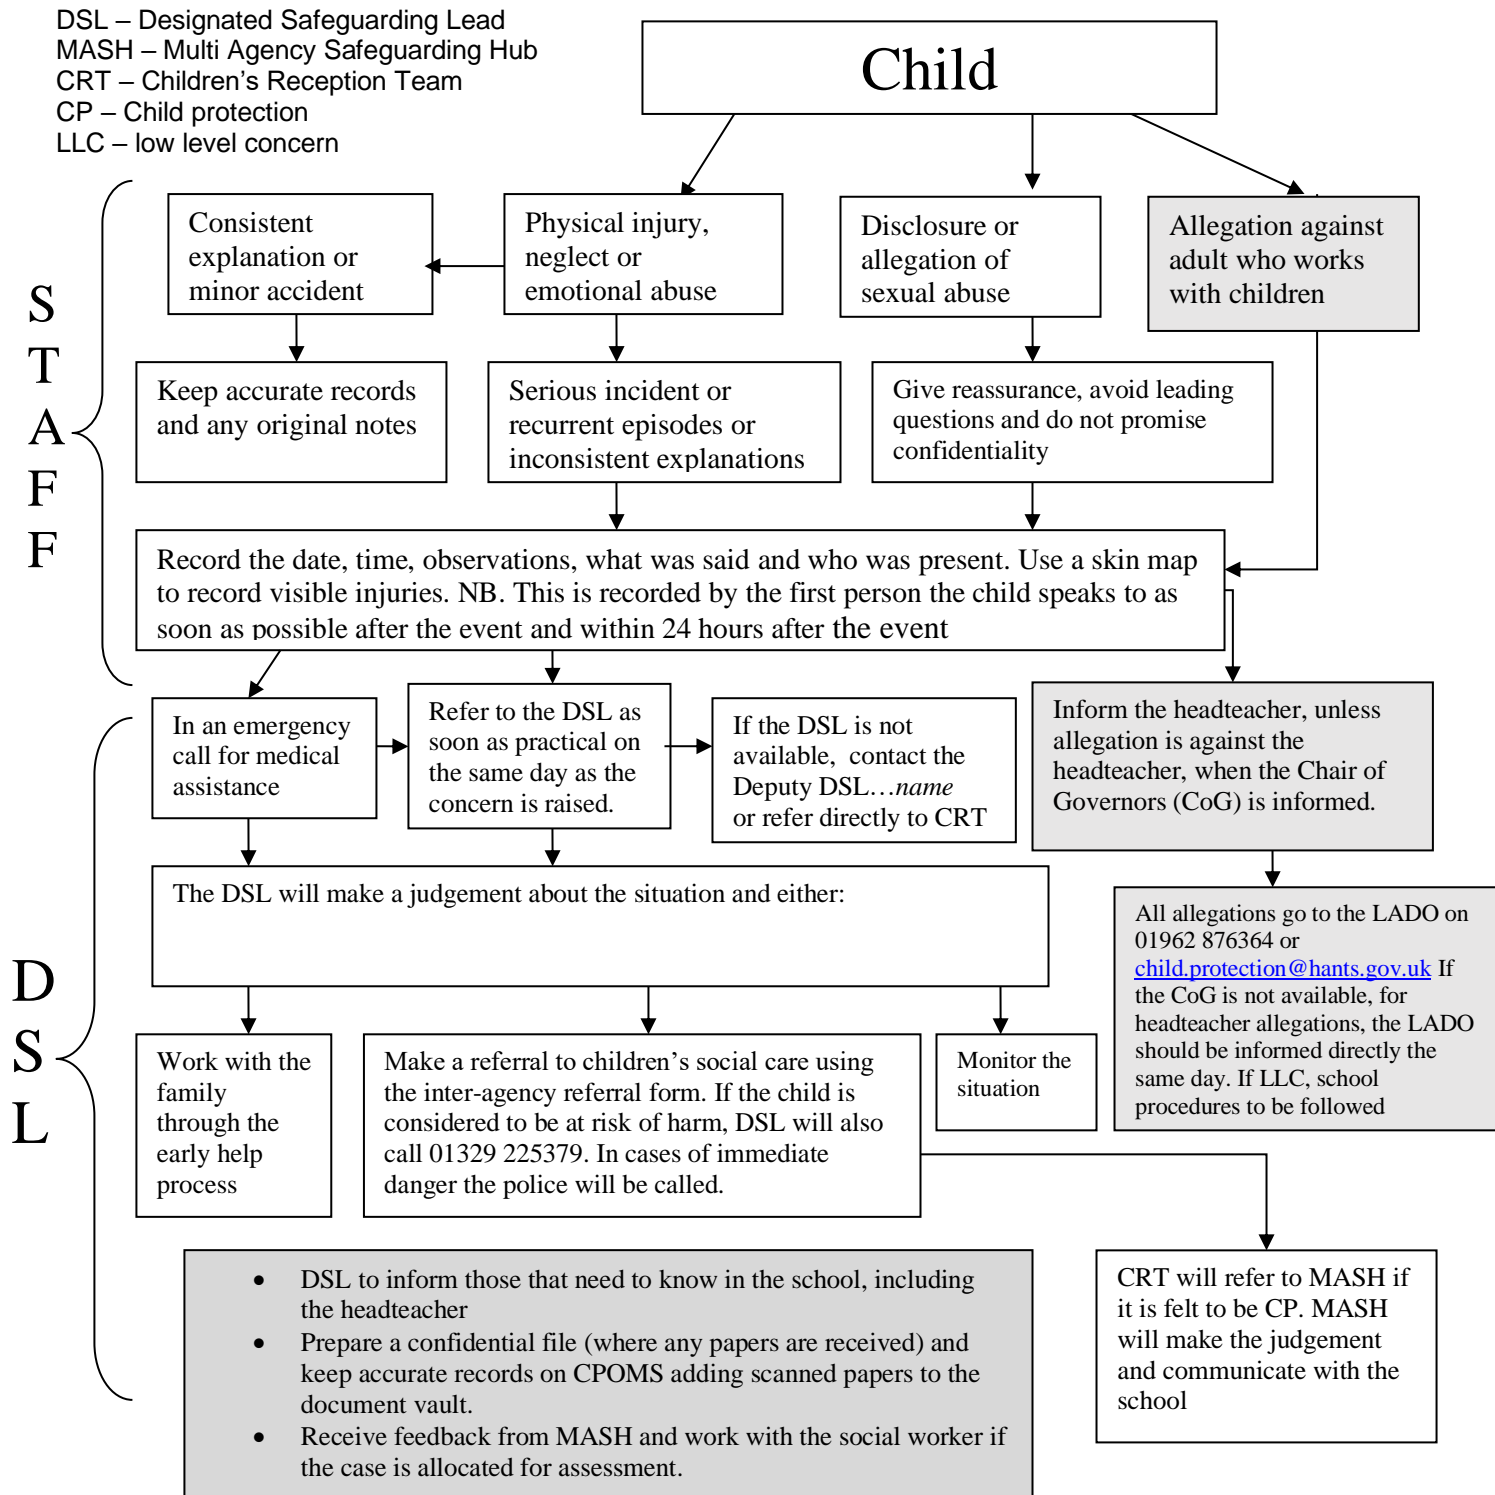 DSL – Designated Safeguarding Lead
MASH – Multi Agency Safeguarding Hub
CRT – Children's Reception Team
CP – Child protection
LLC – low level concern
Child
S
T
A
F
F
Consistent
explanation or
minor accident
Physical injury,
neglect or
emotional abuse
Disclosure or
allegation of
sexual abuse
Allegation against
adult who works
with children
Keep accurate records
and any original notes
Serious incident or
recurrent episodes or
inconsistent explanations
Give reassurance, avoid leading
questions and do not promise
confidentiality
Record the date, time, observations, what was said and who was present. Use a skin map
to record visible injuries. NB. This is recorded by the first person the child speaks to as
soon as possible after the event and within 24 hours after the event
D
S
L
In an emergency
call for medical
assistance
Refer to the DSL as
soon as practical on
the same day as the
concern is raised.
If the DSL is not
available, contact the
Deputy DSL…name
or refer directly to CRT
Inform the headteacher, unless
allegation is against the
headteacher, when the Chair of
Governors (CoG) is informed.
The DSL will make a judgement about the situation and either:
All allegations go to the LADO on
01962 876364 or
child.protection@hants.gov.uk If
the CoG is not available, for
headteacher allegations, the LADO
should be informed directly the
same day. If LLC, school
procedures to be followed
Work with the
family
through the
early help
process
Make a referral to children's social care using
the inter-agency referral form. If the child is
considered to be at risk of harm, DSL will also
call 01329 225379. In cases of immediate
danger the police will be called.
Monitor the
situation
• DSL to inform those that need to know in the school, including
the headteacher
• Prepare a confidential file (where any papers are received) and
keep accurate records on CPOMS adding scanned papers to the
document vault.
• Receive feedback from MASH and work with the social worker if
the case is allocated for assessment.
CRT will refer to MASH if
it is felt to be CP. MASH
will make the judgement
and communicate with the
school